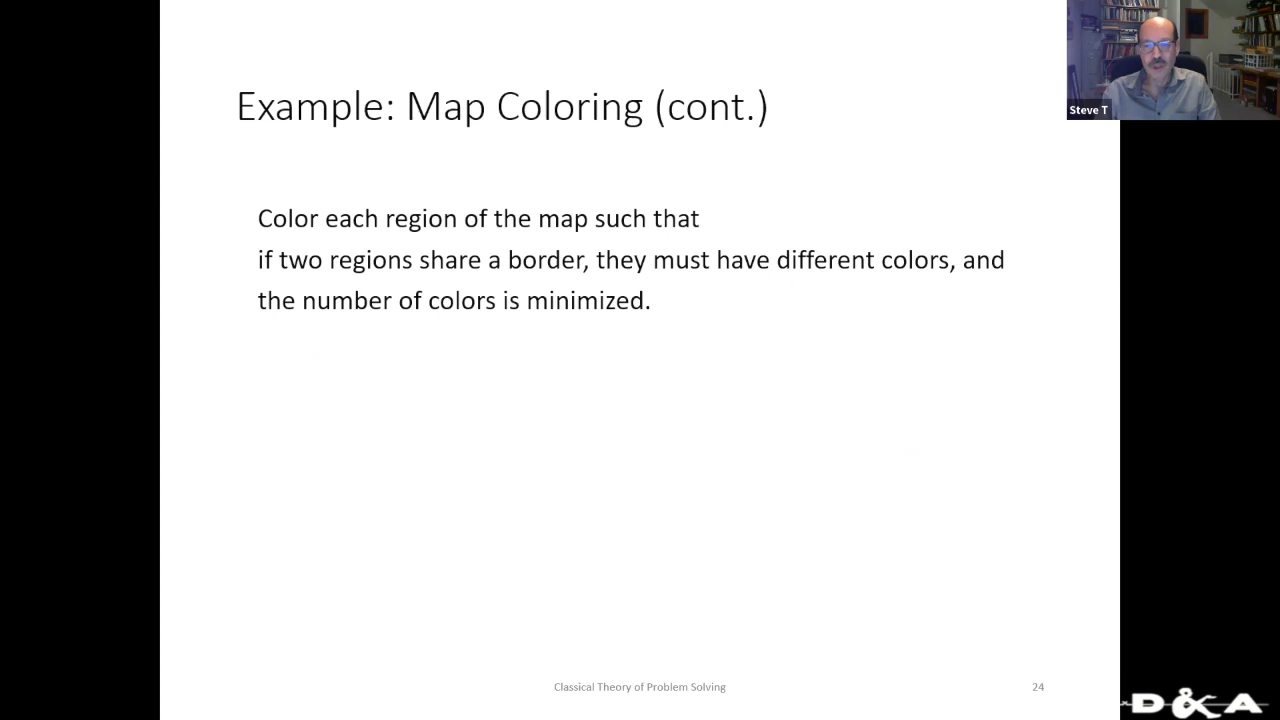 Example: Map Coloring (cont.)
Steve T
Color each region of the map such that
if two regions share a border, they must have different colors, and
the number of colors is minimized.
Classical Theory of Problem Solving
24
D&A